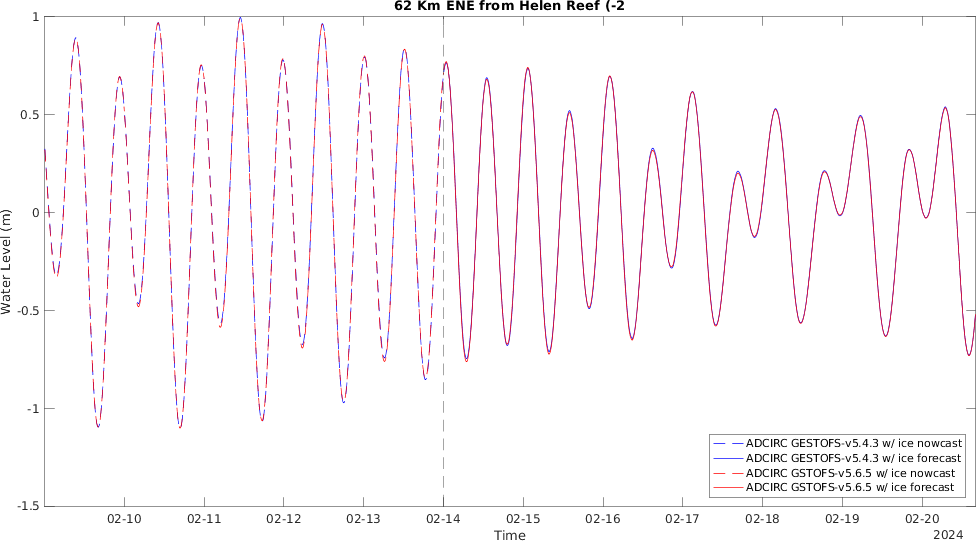 62 Km ENE from Helen Reef (-2
Water Level (m)
1
0.5
0
-0.5
-1
-1.5
ADCIRC GESTOFS-v5.4.3 w/ ice nowcast
ADCIRC GESTOFS-v5.4.3 w/ ice forecast
ADCIRC GSTOFS-v5.6.5 w/ ice nowcast
ADCIRC GSTOFS-v5.6.5 w/ ice forecast
02-10 02-11 02-12 02-13 02-14 02-15 02-16 02-17 02-18 02-19 02-20
Time
2024